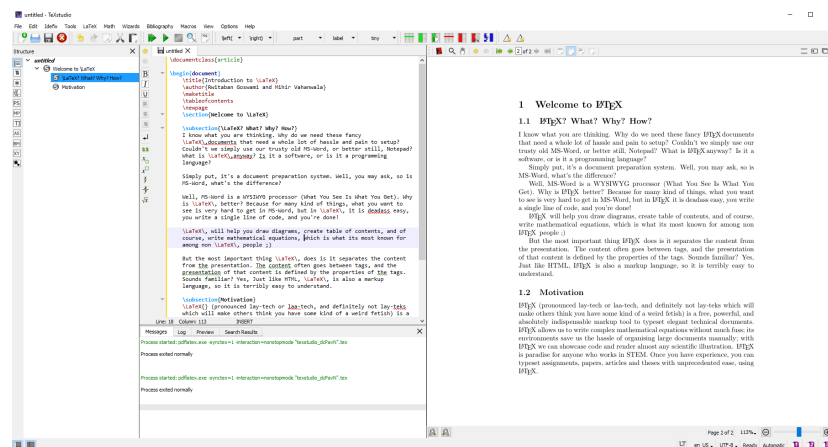 untitled - TeXstudio
File Edit Idefix Tools LaTeX Math Wizards Bibliography Macros View Options Help
\left( \right) part label tiny
Structure
untitled
Welcome to \LaTeX
\LaTeX? What? Why? How?
Motivation
untitled
\documentclass{article}
\begin{document}
\title{Introduction to \LaTeX}
\author{Rwitaban Goswami and Mihir Vahanwala}
\maketitle
\tableofcontents
\newpage
\section{Welcome to \LaTeX}
\subsection{\LaTeX? What? Why? How?}
I know what you are thinking. Why do we need these fancy
\LaTeX\,documents that need a whole lot of hassle and pain to setup?
Couldn't we simply use our trusty old MS-Word, or better still, Notepad?
What is \LaTeX\,anyway? Is it a software, or is it a programming
language?
Simply put, it's a document preparation system. Well, you may ask, so is
MS-Word, what's the difference?
Well, MS-Word is a WYSIWYG processor (What You See Is What You Get). Why
is \LaTeX\, better? Because for many kind of things, what you want to
see is very hard to get in MS-Word, but in \LaTeX\, it is deadass easy,
you write a single line of code, and you're done!
\LaTeX\, will help you draw diagrams, create table of contents, and of
course, write mathematical equations, which is what its most known for
among non \LaTeX\, people ;)
But the most important thing \LaTeX\, does is it separates the content
from the presentation. The content often goes between tags, and the
presentation of that content is defined by the properties of the tags.
Sounds familiar? Yes, Just like HTML, \LaTeX\, is also a markup
language, so it is terribly easy to understand.
\subsection{Motivation}
\LaTeX{} (pronounced lay-tech or laa-tech, and definitely not lay-teks
which will make others think you have some kind of a weird fetish) is a
Line: 18 Column: 113 INSERT
Messages Log Preview Search Results
Process started: pdflatex.exe -synctex=1 -interaction=nonstopmode
Process exited normally
Process started: pdflatex.exe -synctex=1 -interaction=nonstopmode
Process exited normally
2 of 2
1 Welcome to LaTeX
1.1 LaTeX? What? Why? How?
I know what you are thinking. Why do we need these fancy LaTeX documents
that need a whole lot of hassle and pain to setup? Couldn't we simply use our
trusty old MS-Word, or better still, Notepad? What is LaTeX anyway? Is it a
software, or is it a programming language?
Simply put, it's a document preparation system. Well, you may ask, so is
MS-Word, what's the difference?
Well, MS-Word is a WYSIWYG processor (What You See Is What You
Get). Why is LaTeX better? Because for many kind of things, what you want
to see is very hard to get in MS-Word, but in LaTeX it is deadass easy, you write
a single line of code, and you're done!
LaTeX will help you draw diagrams, create table of contents, and of course,
write mathematical equations, which is what its most known for among non
LaTeX people ;)
But the most important thing LaTeX does is it separates the content from
the presentation. The content often goes between tags, and the presentation
of that content is defined by the properties of the tags. Sounds familiar? Yes,
Just like HTML, LaTeX is also a markup language, so it is terribly easy to
understand.
1.2 Motivation
LaTeX (pronounced lay-tech or laa-tech, and definitely not lay-teks which will
make others think you have some kind of a weird fetish) is a free, powerful, and
absolutely indispensable markup tool to typeset elegant technical documents.
LaTeX allows us to write complex mathematical equations without much fuss; its
environments save us the hassle of organising large documents manually; with
LaTeX we can showcase code and render almost any scientific illustration. LaTeX
is paradise for anyone who works in STEM. Once you have experience, you can
typeset assignments, papers, articles and theses with unprecedented ease, using
LaTeX.
Page 2 of 2 113%
LT en_US UTF-8 Ready Automatic